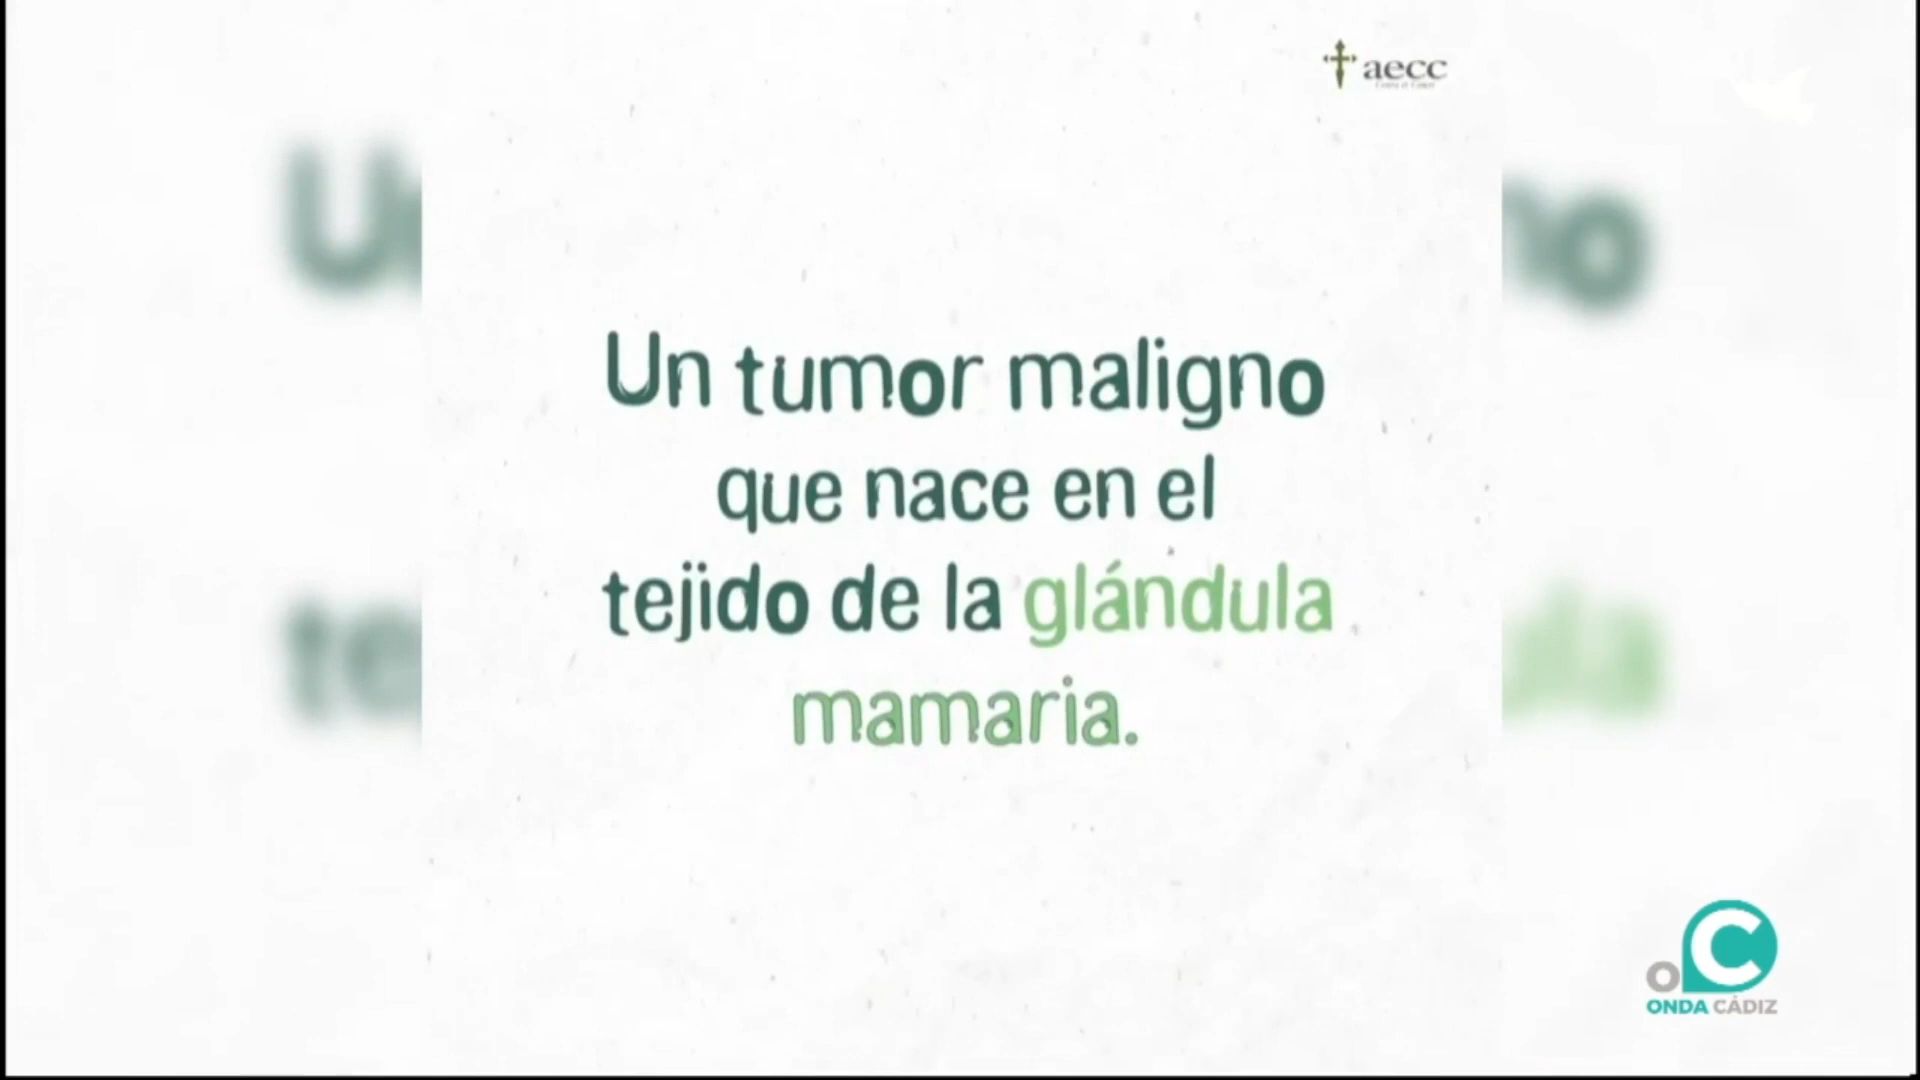 aecc
Un tumor maligno
que nace en el
tejido de la glándula
mamaria.
ONDA CÁDIZ